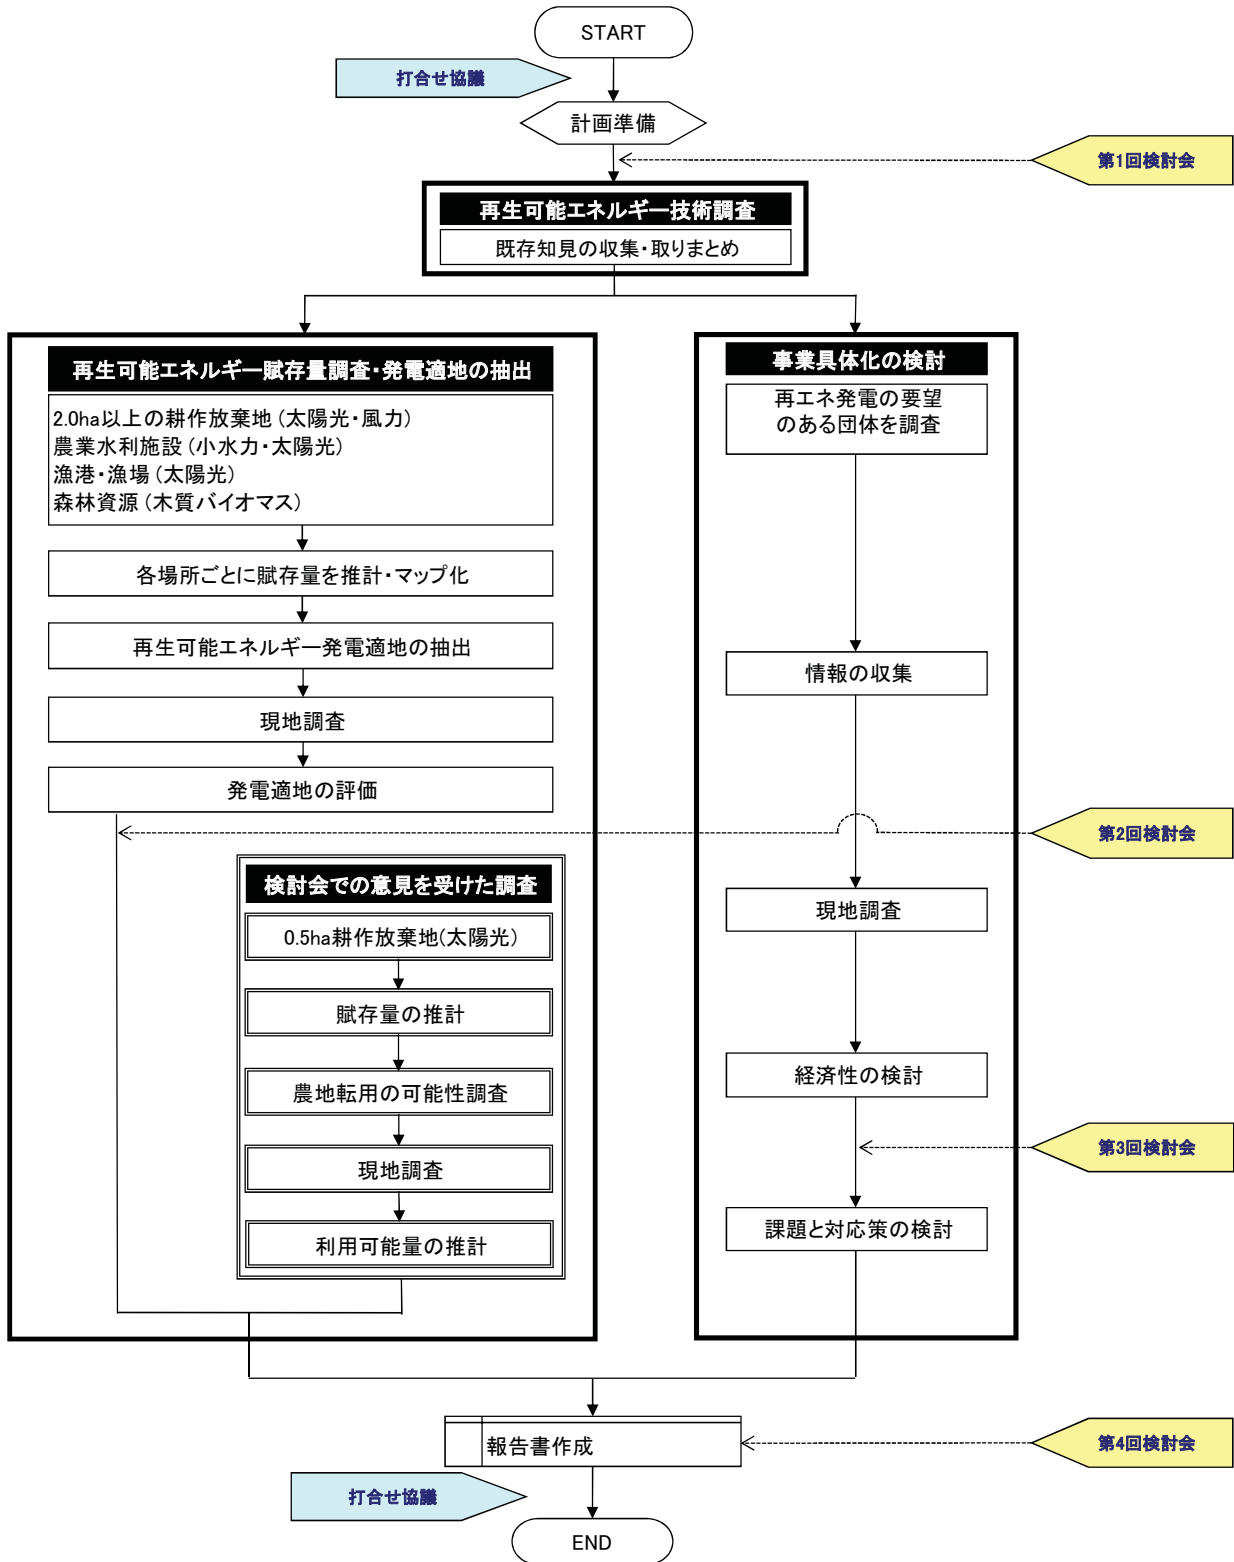 START
打合せ協議
計画準備
第1回検討会
再生可能エネルギー技術調査
既存知見の収集・取りまとめ
再生可能エネルギー賦存量調査・発電適地の抽出
2.0ha以上の耕作放棄地（太陽光・風力）
農業水利施設（小水力・太陽光）
漁港・漁場（太陽光）
森林資源（木質バイオマス）
各場所ごとに賦存量を推計・マップ化
再生可能エネルギー発電適地の抽出
現地調査
発電適地の評価
事業具体化の検討
再エネ発電の要望
のある団体を調査
情報の収集
第2回検討会
検討会での意見を受けた調査
0.5ha耕作放棄地(太陽光)
賦存量の推計
農地転用の可能性調査
現地調査
利用可能量の推計
現地調査
経済性の検討
第3回検討会
課題と対応策の検討
報告書作成
第4回検討会
打合せ協議
END